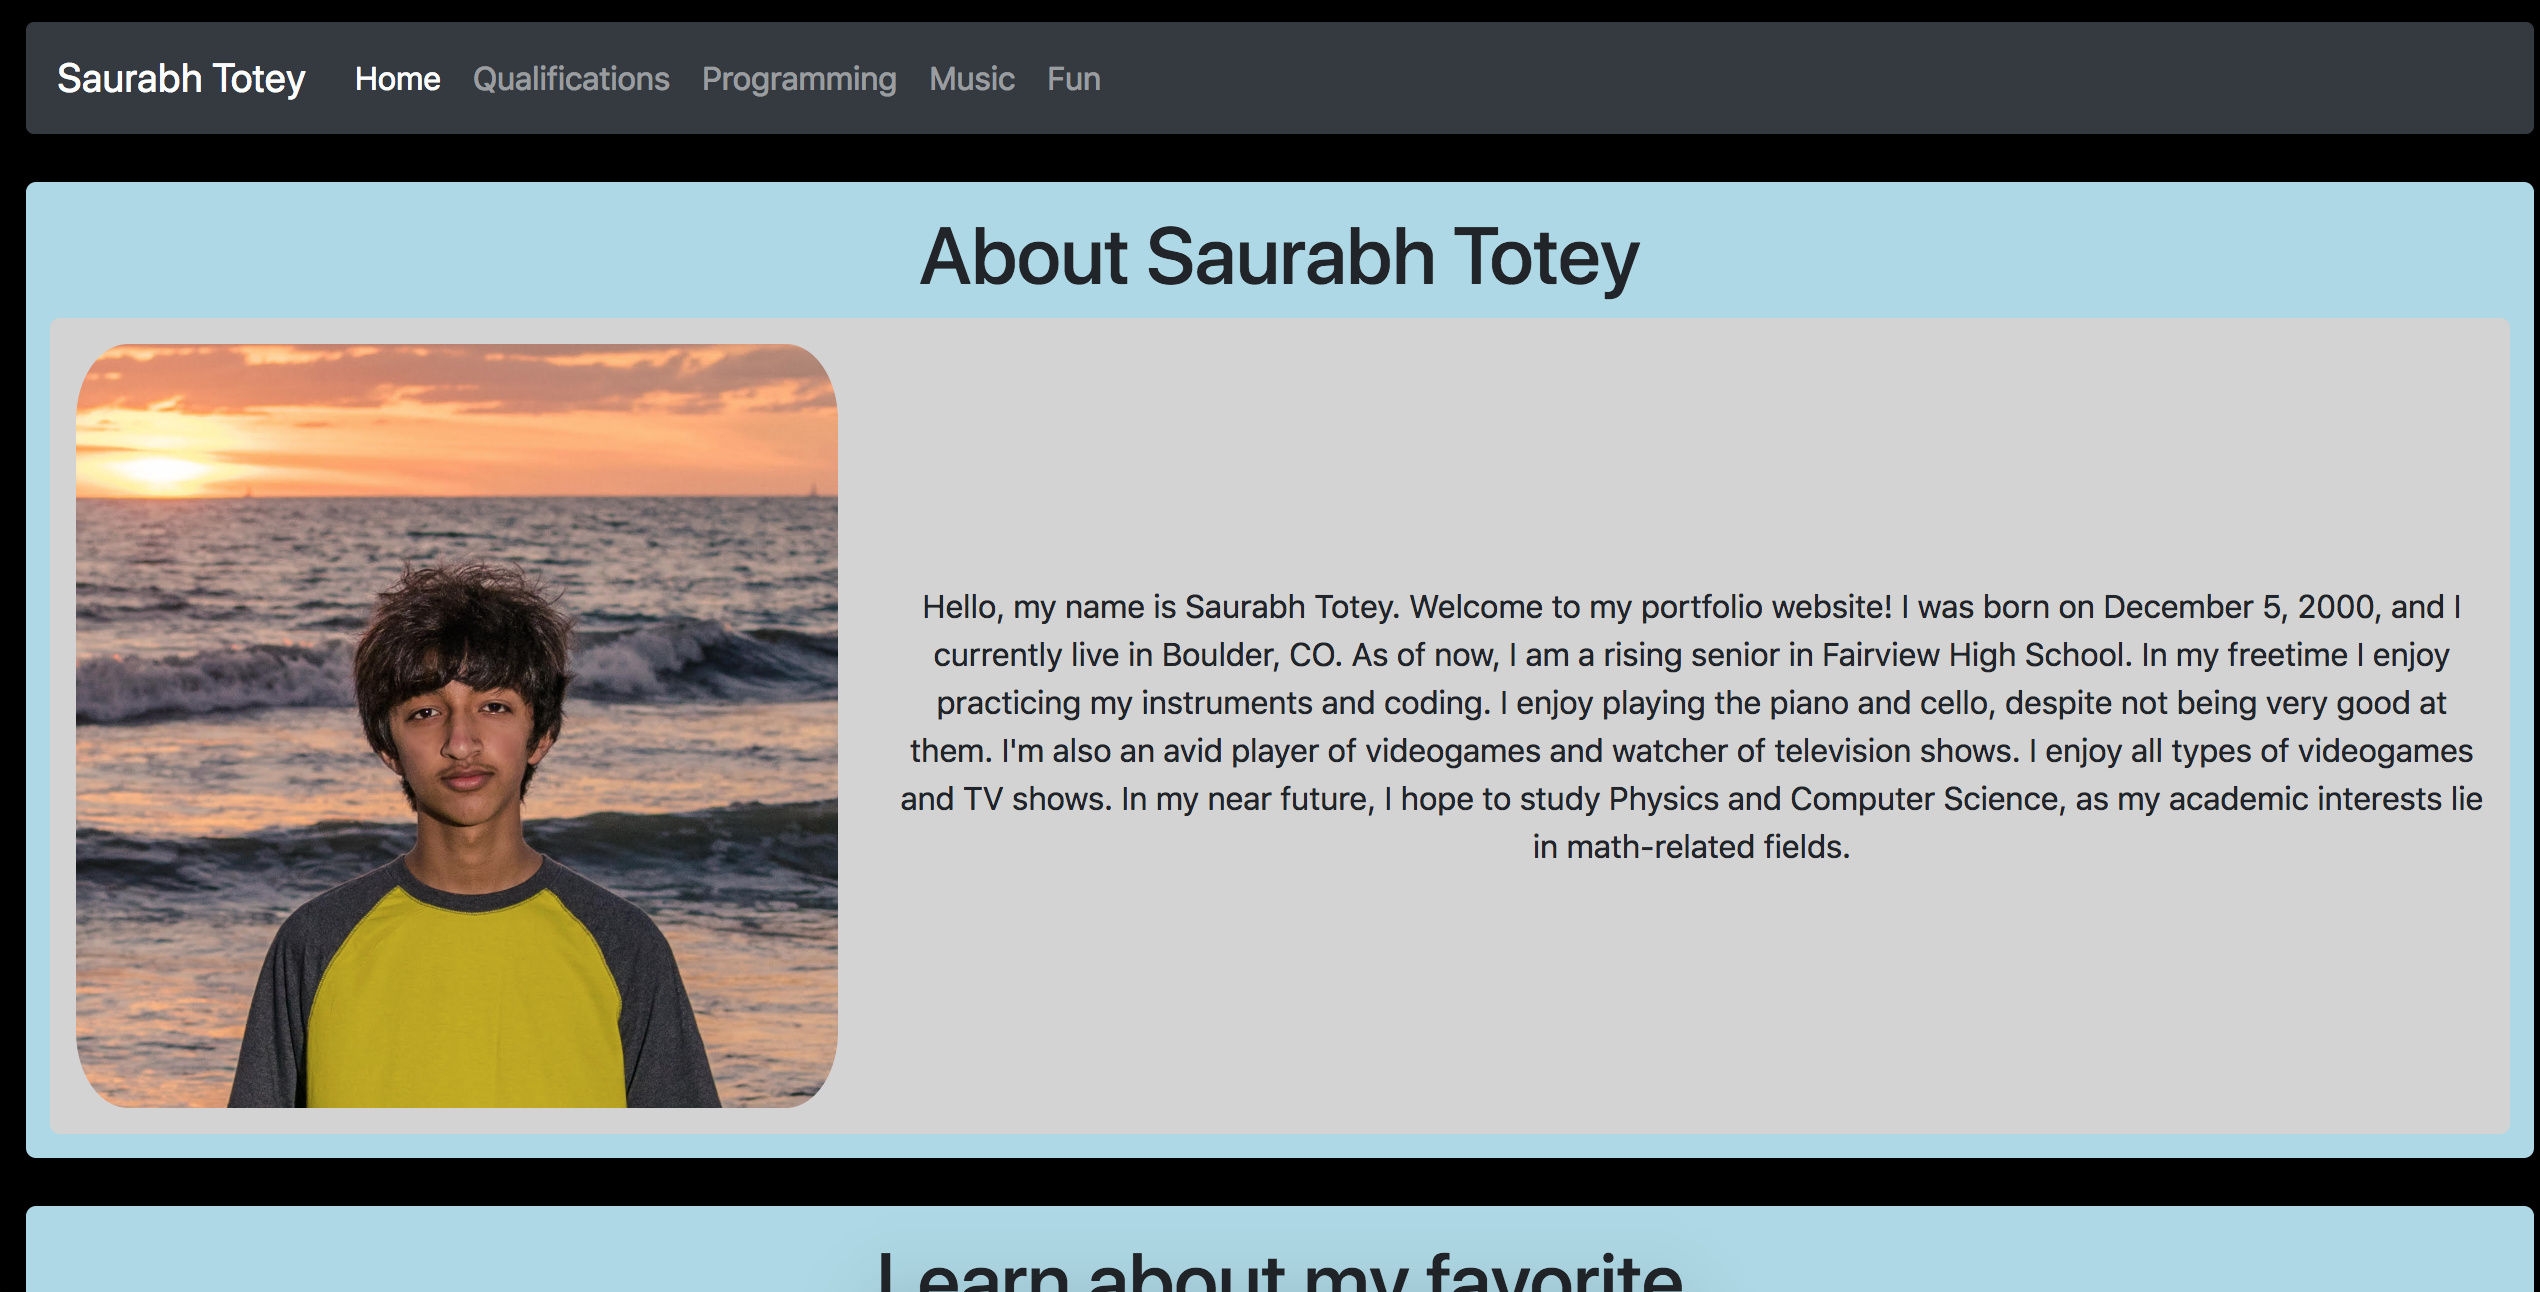 Saurabh Totey Home Qualifications Programming Music Fun
About Saurabh Totey
Hello, my name is Saurabh Totey. Welcome to my portfolio website! I was born on December 5, 2000, and I
currently live in Boulder, CO. As of now, I am a rising senior in Fairview High School. In my freetime I enjoy
practicing my instruments and coding. I enjoy playing the piano and cello, despite not being very good at
them. I'm also an avid player of videogames and watcher of television shows. I enjoy all types of videogames
and TV shows. In my near future, I hope to study Physics and Computer Science, as my academic interests lie
in math-related fields.
Learn about my favorite